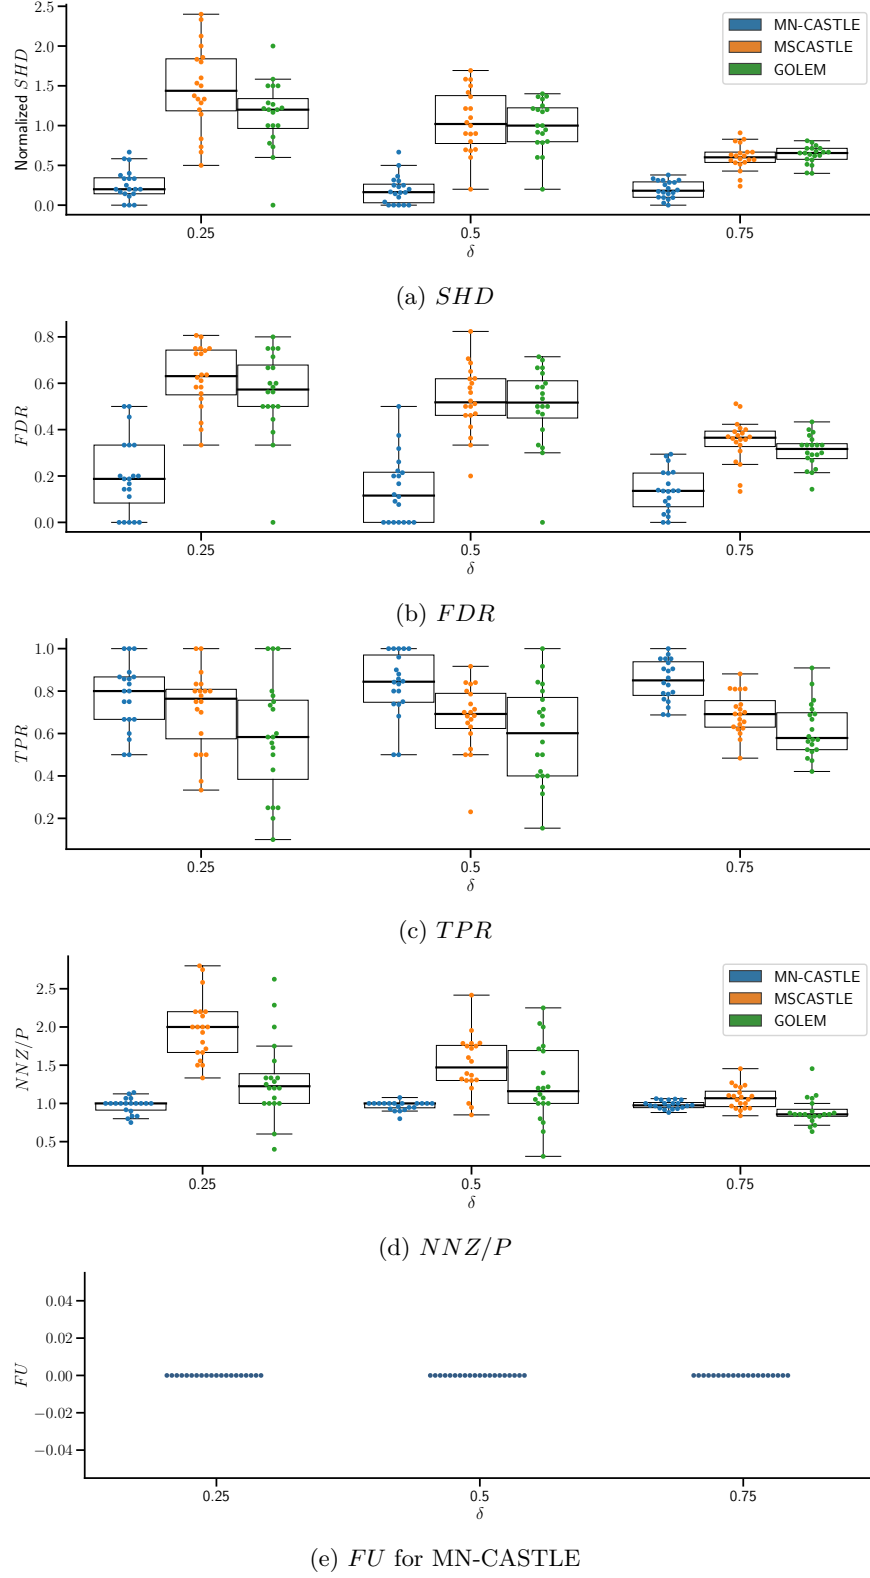 2.5
2.0
1.5
1.0
0.5
0.0
Normalized SHD
MN-CASTLE
MSCASTLE
GOLEM
0.25
0.5
0.75
δ
(a) SHD
0.8
0.6
0.4
0.2
0.0
FDR
0.25
0.5
0.75
δ
(b) FDR
1.0
0.8
0.6
0.4
0.2
TPR
0.25
0.5
0.75
δ
(c) TPR
2.5
2.0
1.5
1.0
0.5
NNZ/P
MN-CASTLE
MSCASTLE
GOLEM
0.25
0.5
0.75
δ
(d) NNZ/P
0.04
0.02
0.00
−0.02
−0.04
FU
0.25
0.5
0.75
δ
(e) FU for MN-CASTLE